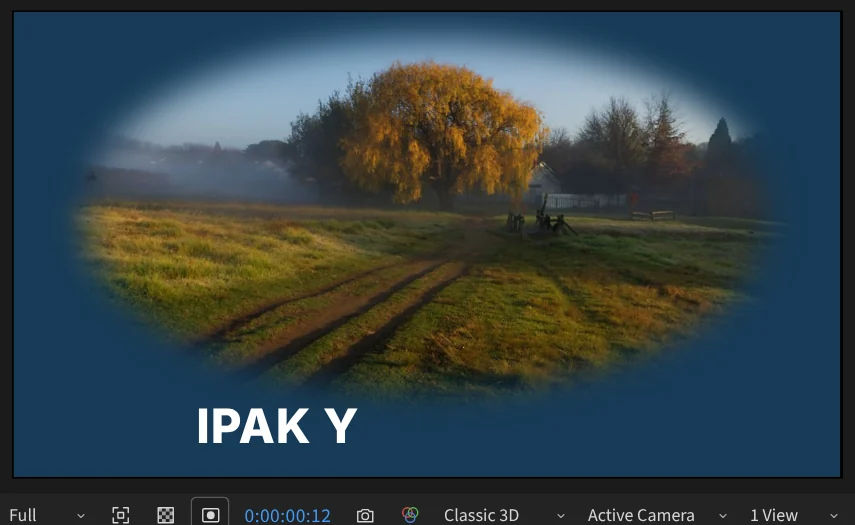 IPAK Y
Full
0:00:00:12
Classic 3D
Active Camera
1 View